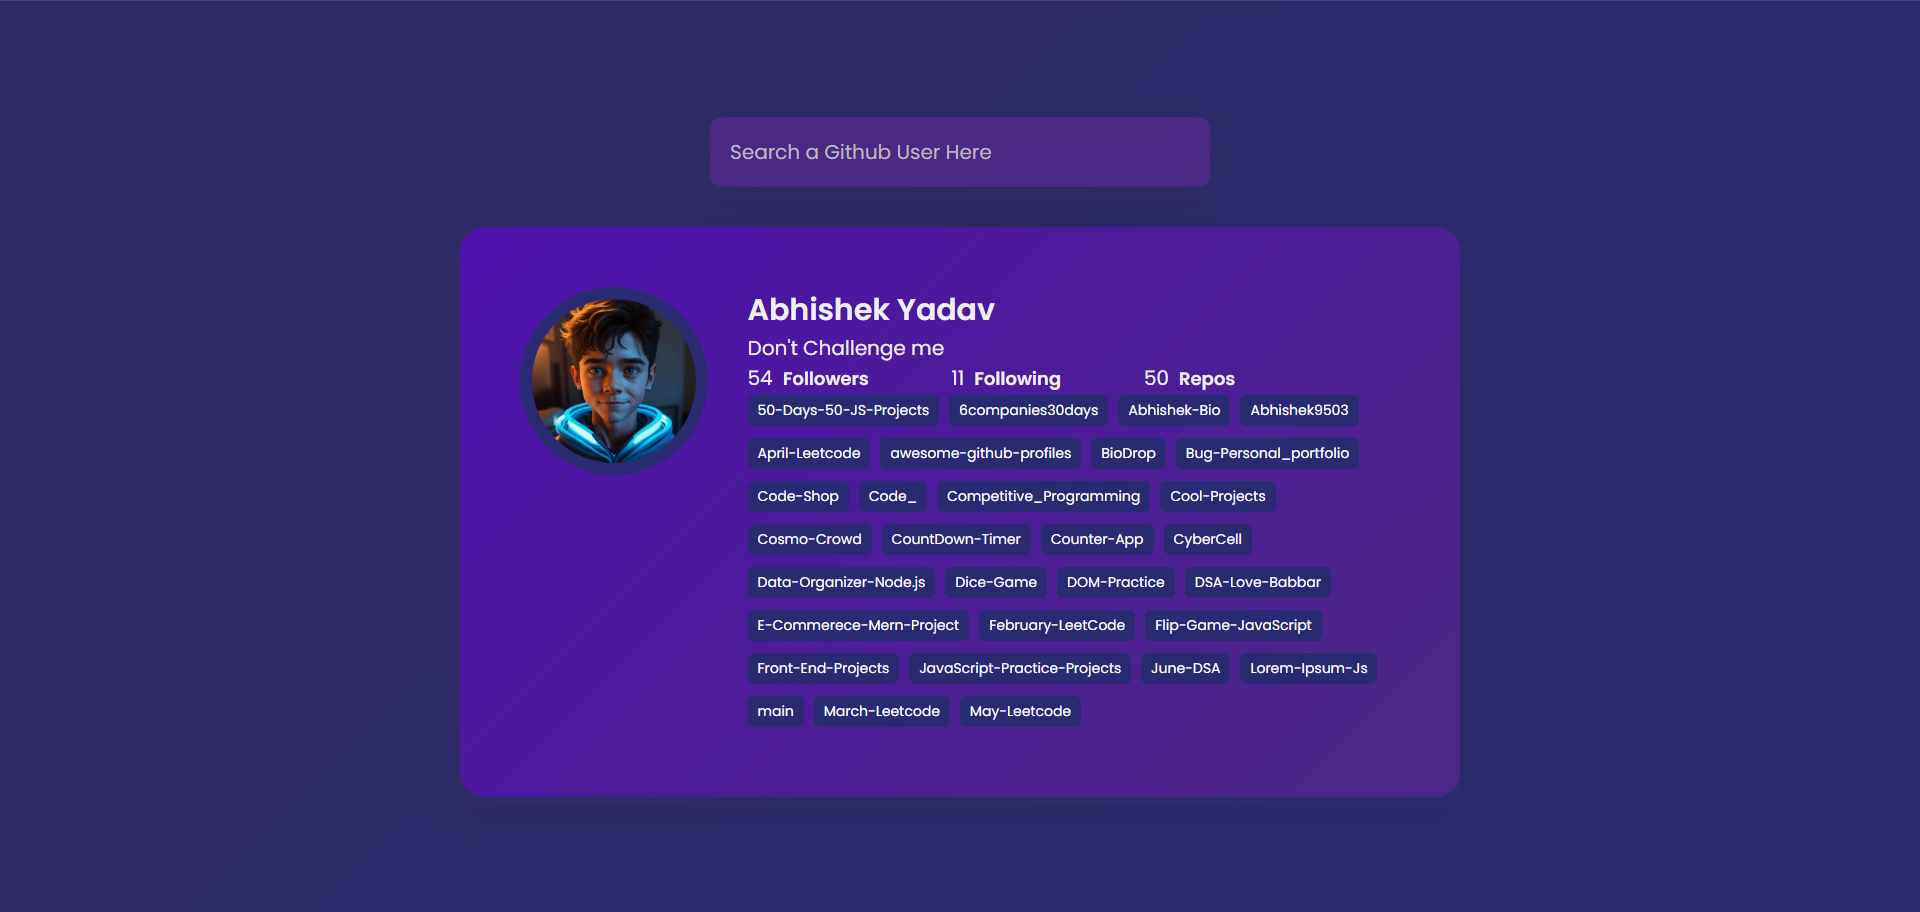 Search a Github User Here
Abhishek Yadav
Don't Challenge me
54 Followers 11 Following 50 Repos
50-Days-50-JS-Projects 6companies30days Abhishek-Bio Abhishek9503
April-Leetcode awesome-github-profiles BioDrop Bug-Personal_portfolio
Code-Shop Code_ Competitive_Programming Cool-Projects
Cosmo-Crowd CountDown-Timer Counter-App CyberCell
Data-Organizer-Node.js Dice-Game DOM-Practice DSA-Love-Babbar
E-Commerece-Mern-Project February-LeetCode Flip-Game-JavaScript
Front-End-Projects JavaScript-Practice-Projects June-DSA Lorem-Ipsum-Js
main March-Leetcode May-Leetcode